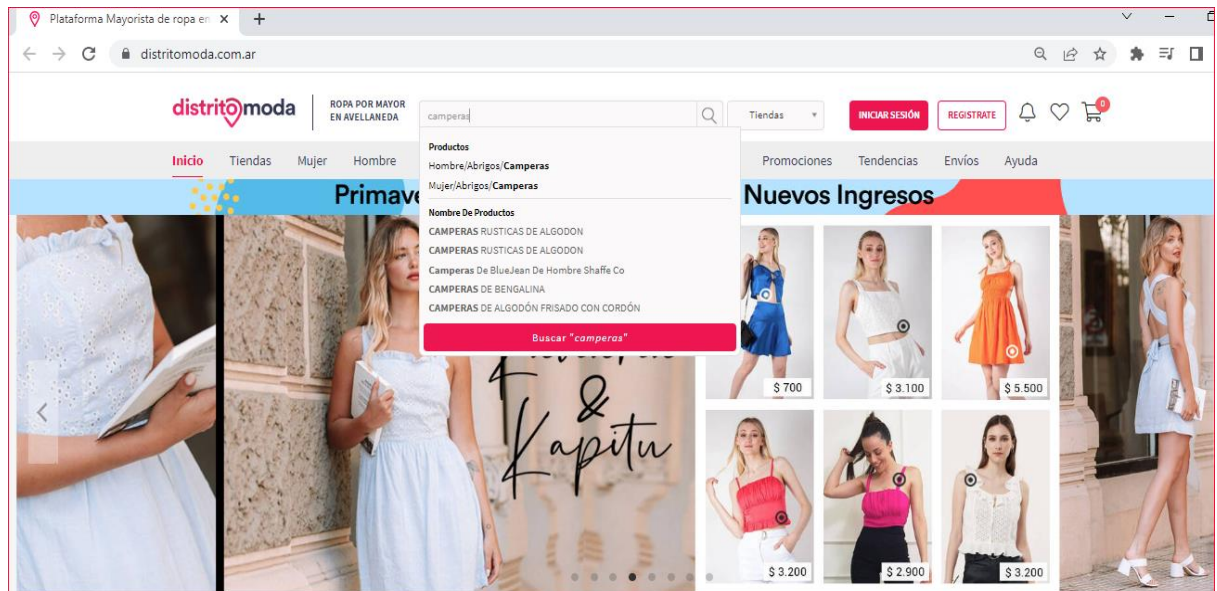 Plataforma Mayorista de ropa en
distritomoda.com.ar
distritomoda
ROPA POR MAYOR
EN AVELLANEDA
camperas
Tiendas
INICIAR SESIÓN
REGISTRATE
0
Inicio Tiendas Mujer Hombre Promociones Tendencias Envíos Ayuda
Productos
Hombre/Abrigos/Camperas
Mujer/Abrigos/Camperas
Nombre De Productos
CAMPERAS RUSTICAS DE ALGODON
CAMPERAS RUSTICAS DE ALGODON
Camperas De BlueJean De Hombre Shaffe Co
CAMPERAS DE BENGALINA
CAMPERAS DE ALGODÓN FRISADO CON CORDÓN
Buscar "camperas"
Primave
Nuevos Ingresos
&
Kapitu
$ 700
$ 3.100
$ 5.500
$ 3.200
$ 2.900
$ 3.200